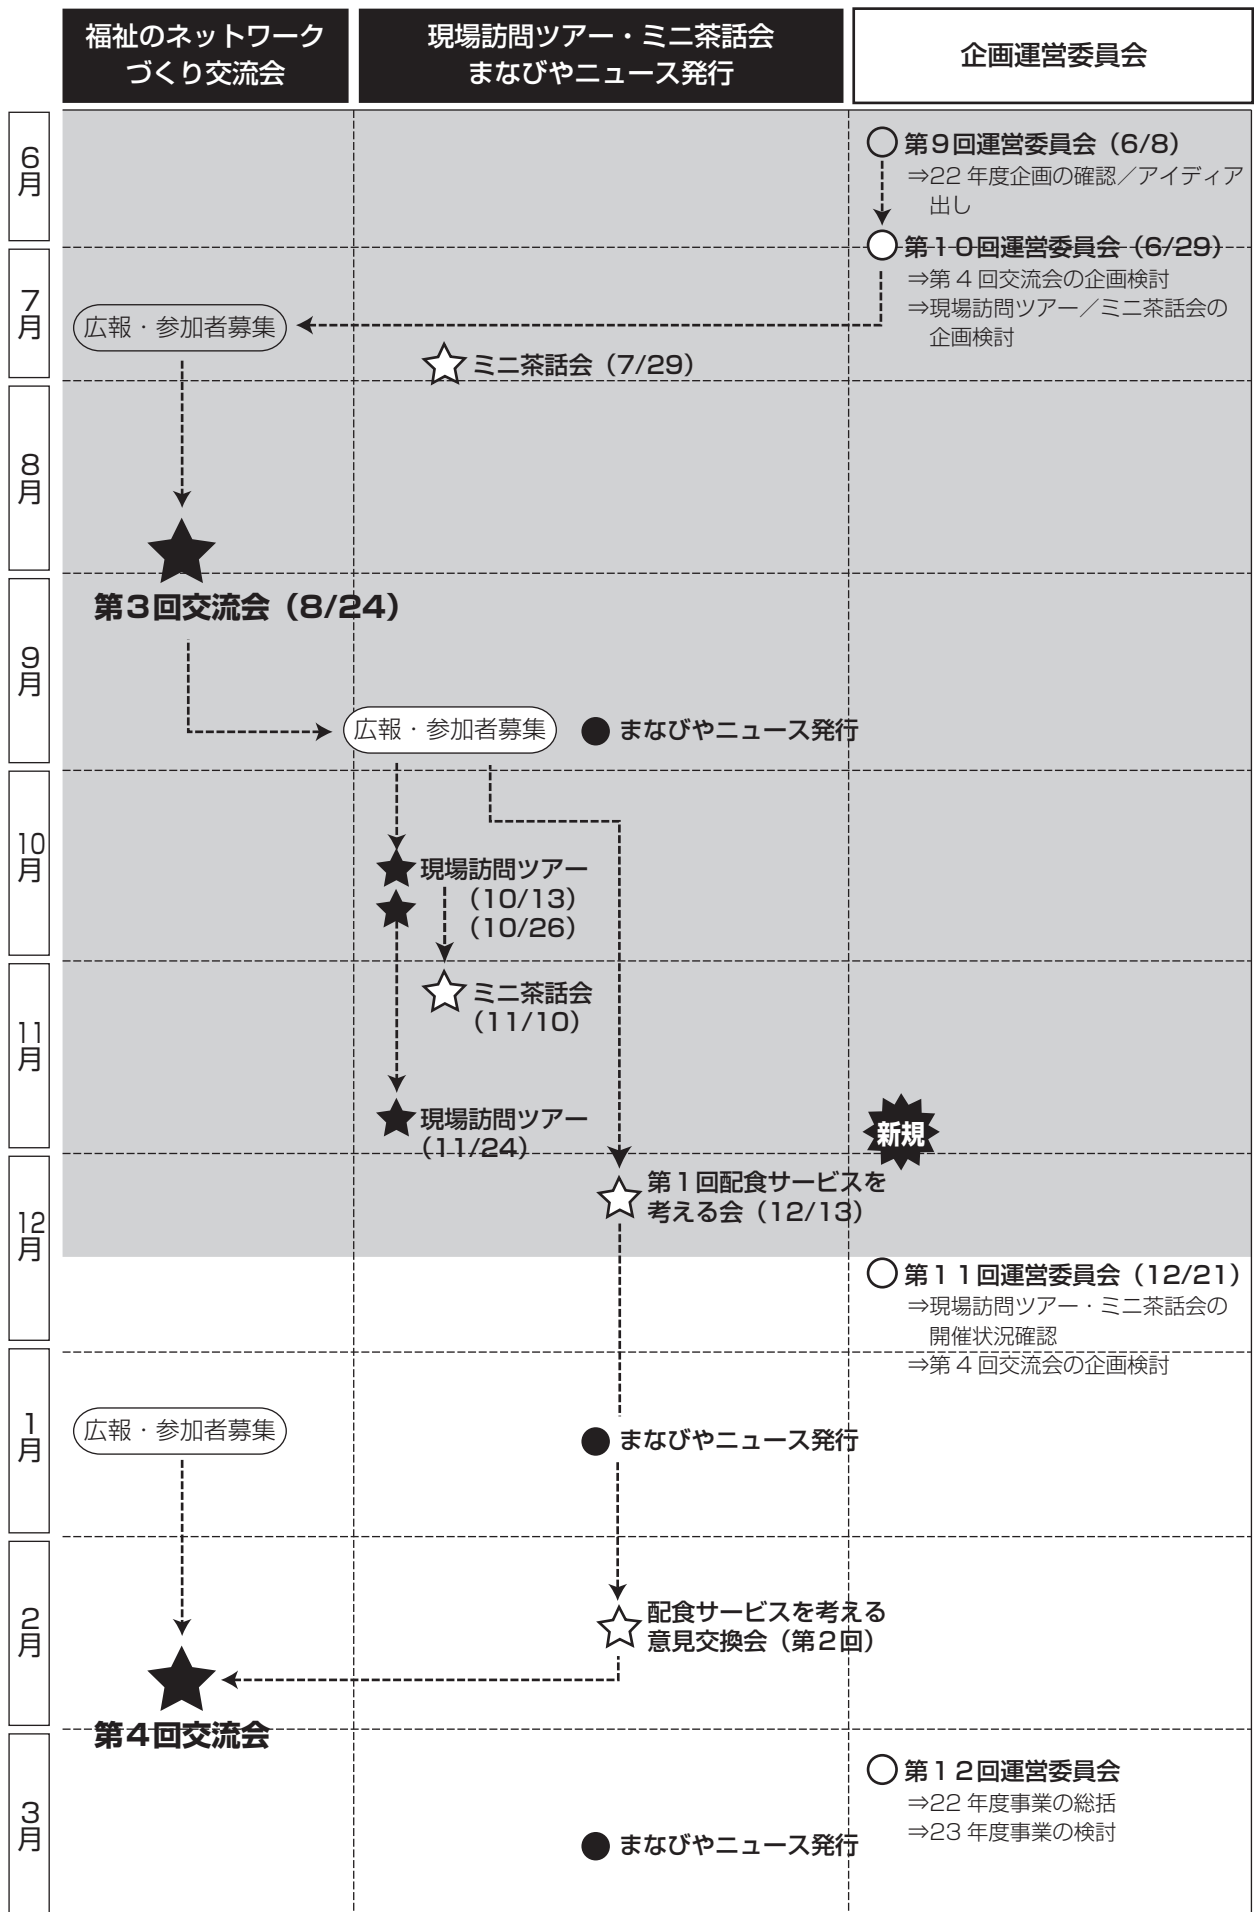 福祉のネットワーク
づくり交流会
現場訪問ツアー・ミニ茶話会
まなびやニュース発行
企画運営委員会
6月
第9回運営委員会（6/8）
⇒22 年度企画の確認／アイディア
出し
7月
第10回運営委員会（6/29）
⇒第 4 回交流会の企画検討
⇒現場訪問ツアー／ミニ茶話会の
企画検討
広報・参加者募集
ミニ茶話会（7/29）
8月
第3回交流会（8/24）
9月
広報・参加者募集
まなびやニュース発行
10月
現場訪問ツアー
（10/13）
（10/26）
11月
ミニ茶話会
（11/10）
現場訪問ツアー
（11/24）
新規
12月
第1回配食サービスを
考える会（12/13）
第11回運営委員会（12/21）
⇒現場訪問ツアー・ミニ茶話会の
開催状況確認
⇒第 4 回交流会の企画検討
1月
広報・参加者募集
まなびやニュース発行
2月
配食サービスを考える
意見交換会（第2回）
第4回交流会
3月
第12回運営委員会
⇒22 年度事業の総括
⇒23 年度事業の検討
まなびやニュース発行